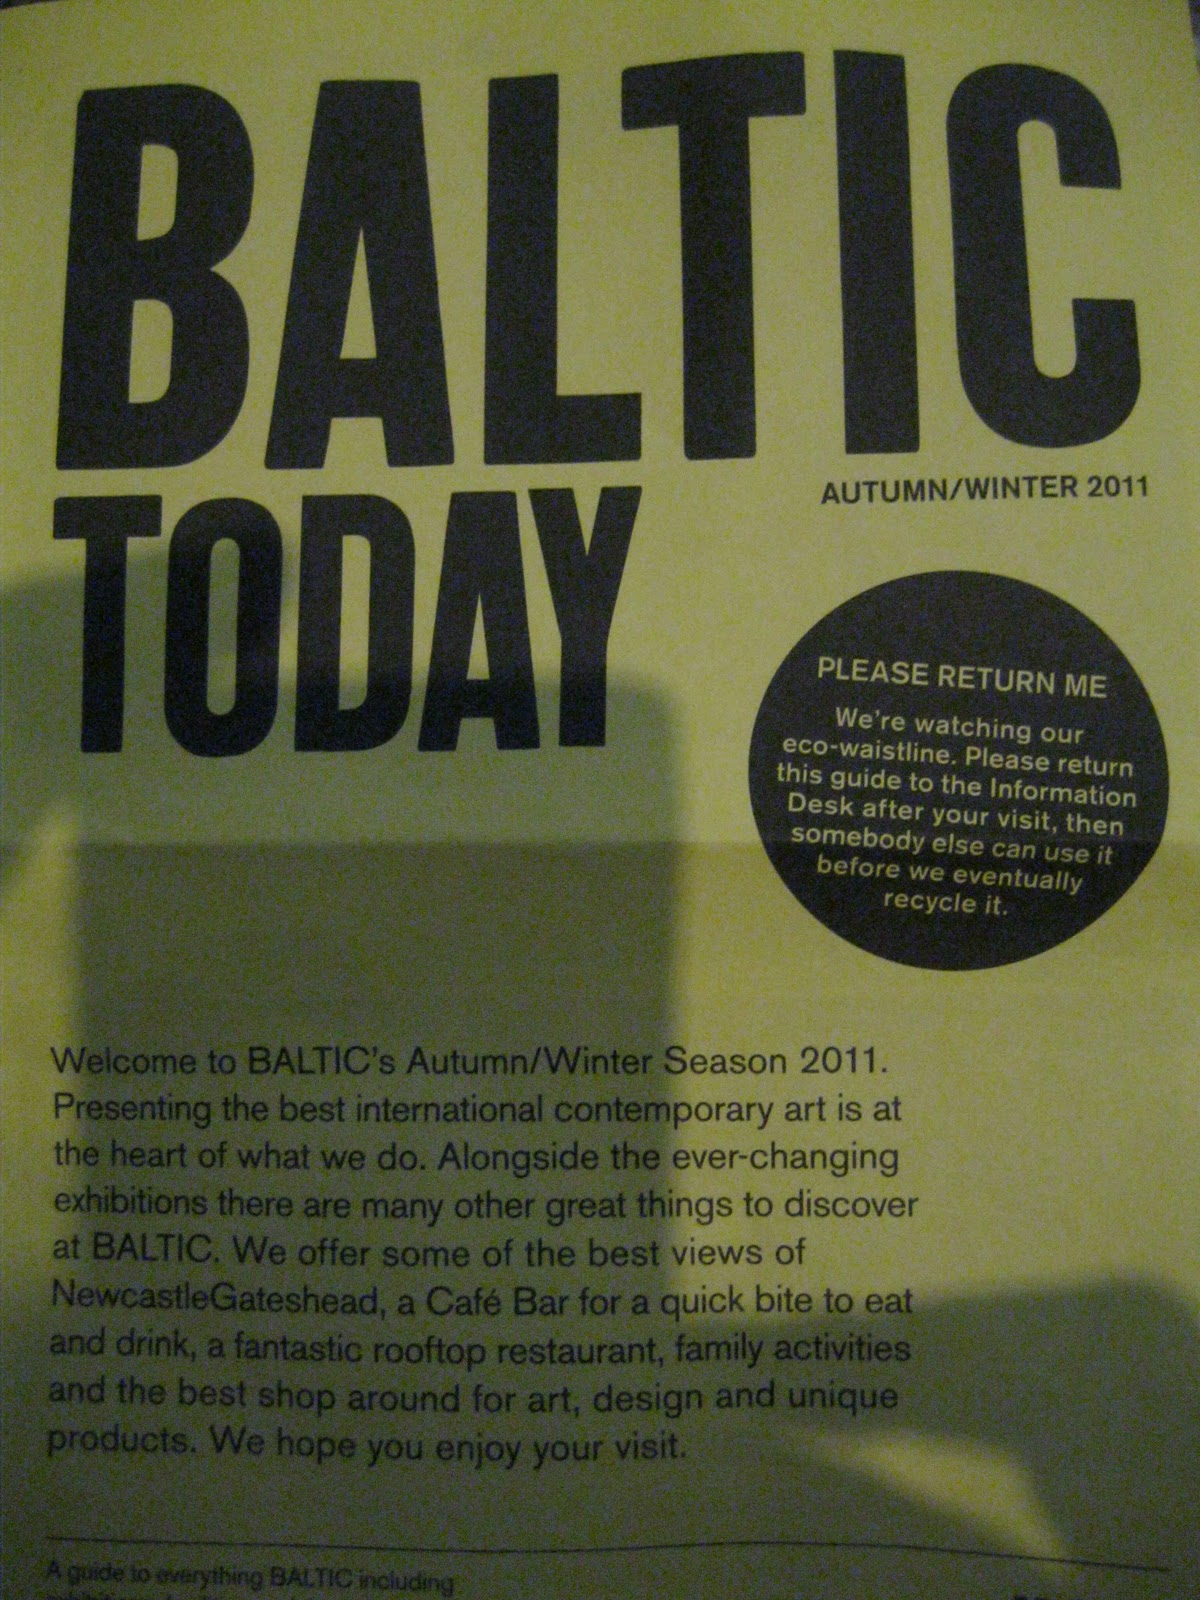 BALTIC
TODAY
AUTUMN/WINTER 2011
PLEASE RETURN ME
We're watching our
eco-waistline. Please return
this guide to the Information
Desk after your visit, then
somebody else can use it
before we eventually
recycle it.
Welcome to BALTIC's Autumn/Winter Season 2011.
Presenting the best international contemporary art is at
the heart of what we do. Alongside the ever-changing
exhibitions there are many other great things to discover
at BALTIC. We offer some of the best views of
NewcastleGateshead, a Café Bar for a quick bite to eat
and drink, a fantastic rooftop restaurant, family activities
and the best shop around for art, design and unique
products. We hope you enjoy your visit.
A guide to everything BALTIC including